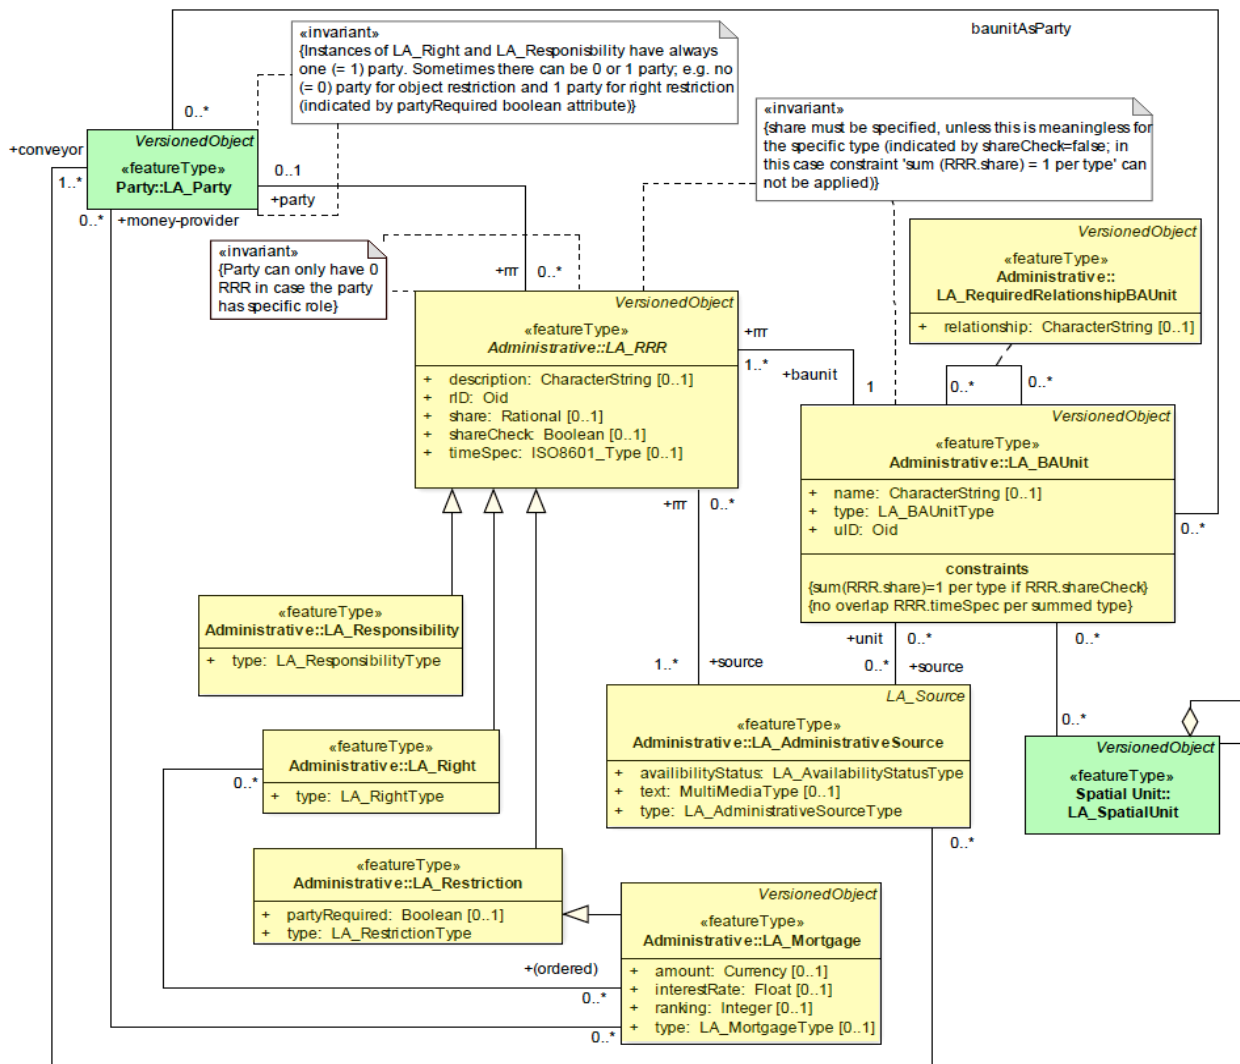 baunitAsParty
«invariant»
{Instances of LA_Right and LA_Responisbility have always
one (= 1) party. Sometimes there can be 0 or 1 party; e.g. no
(= 0) party for object restriction and 1 party for right restriction
(indicated by partyRequired boolean attribute)}
«invariant»
{share must be specified, unless this is meaningless for
the specific type (indicated by shareCheck=false; in
this case constraint 'sum (RRR.share) = 1 per type' can
not be applied)}
0..*
+conveyor
1..*
VersionedObject
«featureType»
Party::LA_Party
0..1
+party
0..*
+money-provider
«invariant»
{Party can only have 0
RRR in case the party
has specific role}
+rrr
0..*
VersionedObject
«featureType»
Administrative::
LA_RequiredRelationshipBAUnit
+ relationship: CharacterString [0..1]
VersionedObject
«featureType»
Administrative::LA_RRR
+ description: CharacterString [0..1]
+ rID: Oid
+ share: Rational [0..1]
+ shareCheck: Boolean [0..1]
+ timeSpec: ISO8601_Type [0..1]
+rrr
1..*
+baunit
1
0..*
0..*
VersionedObject
«featureType»
Administrative::LA_BAUnit
+ name: CharacterString [0..1]
+ type: LA_BAUnitType
+ uID: Oid
constraints
{sum(RRR.share)=1 per type if RRR.shareCheck}
{no overlap RRR.timeSpec per summed type}
0..*
+rrr
0..*
«featureType»
Administrative::LA_Responsibility
+ type: LA_ResponsibilityType
+unit
0..*
0..*
1..*
+source
0..*
+source
LA_Source
«featureType»
Administrative::LA_AdministrativeSource
+ availibilityStatus: LA_AvailabilityStatusType
+ text: MultiMediaType [0..1]
+ type: LA_AdministrativeSourceType
0..*
0..*
VersionedObject
«featureType»
Spatial Unit::
LA_SpatialUnit
«featureType»
Administrative::LA_Right
+ type: LA_RightType
0..*
«featureType»
Administrative::LA_Restriction
+ partyRequired: Boolean [0..1]
+ type: LA_RestrictionType
VersionedObject
«featureType»
Administrative::LA_Mortgage
+ amount: Currency [0..1]
+ interestRate: Float [0..1]
+ ranking: Integer [0..1]
+ type: LA_MortgageType [0..1]
+(ordered)
0..*
0..*